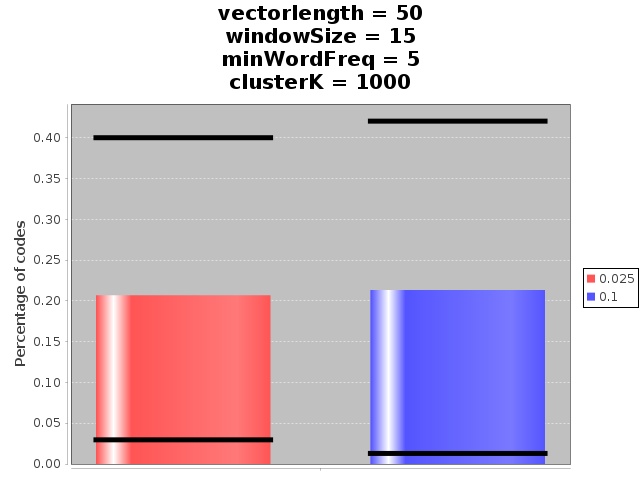 vectorlength = 50
windowSize = 15
minWordFreq = 5
clusterK = 1000
Percentage of codes
0.40
0.35
0.30
0.25
0.20
0.15
0.10
0.05
0.00
0.025
0.1